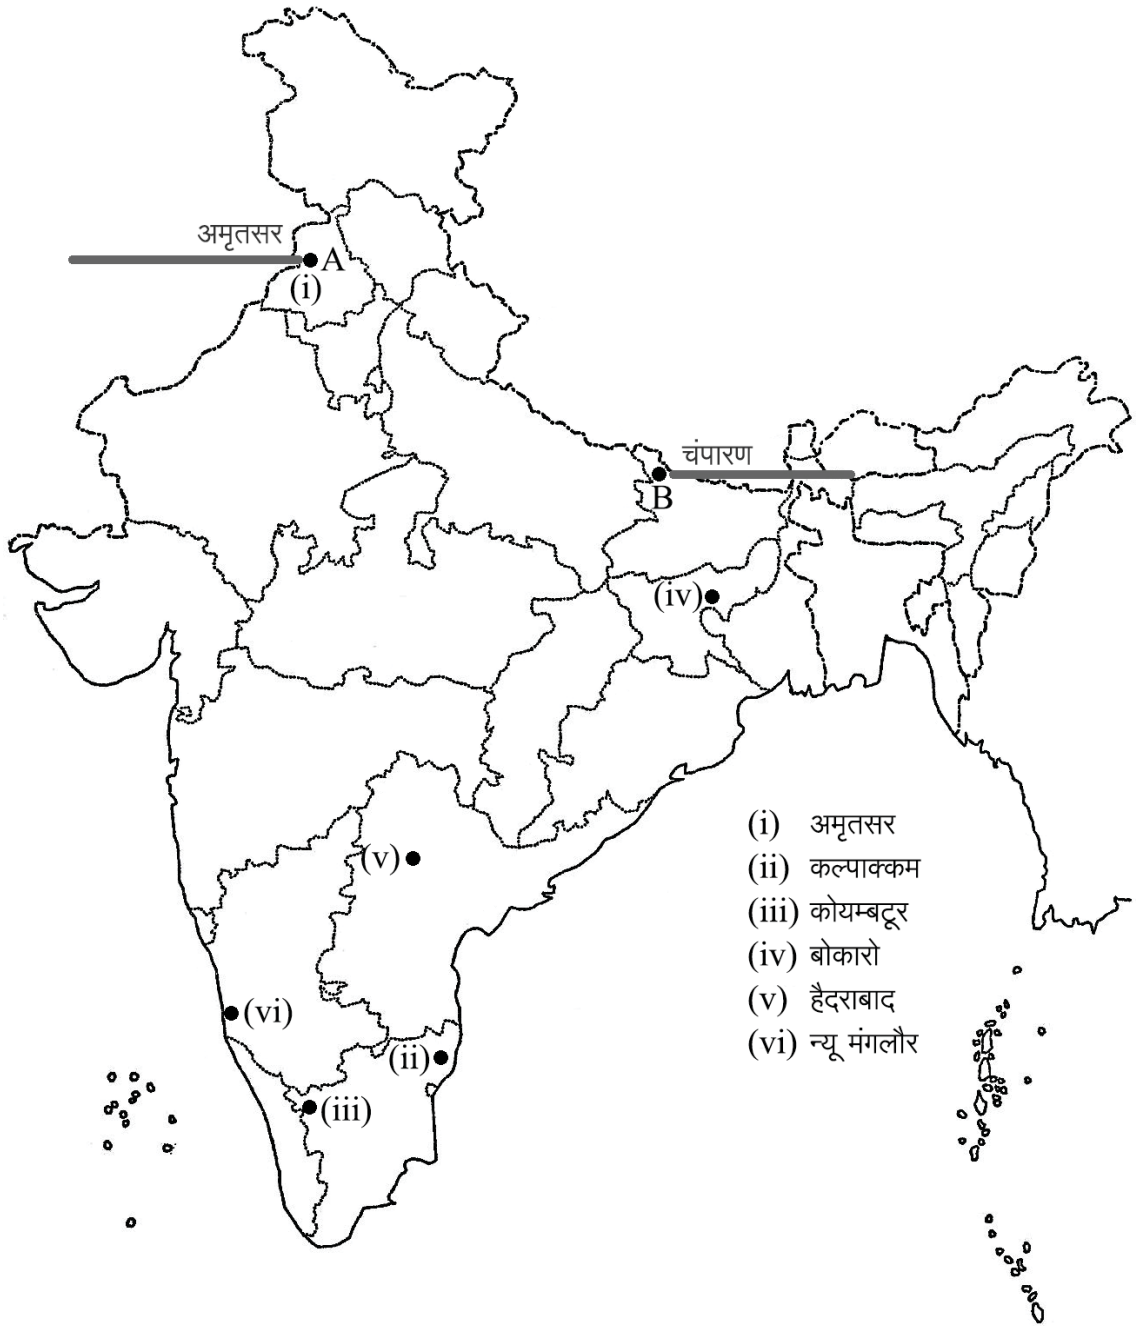 अमृतसर
A
(i)
चंपारण
B
(iv)
(v)
(vi)
(ii)
(iii)
(i) अमृतसर
(ii) कल्पाक्कम
(iii) कोयम्बटूर
(iv) बोकारो
(v) हैदराबाद
(vi) न्यू मंगलौर